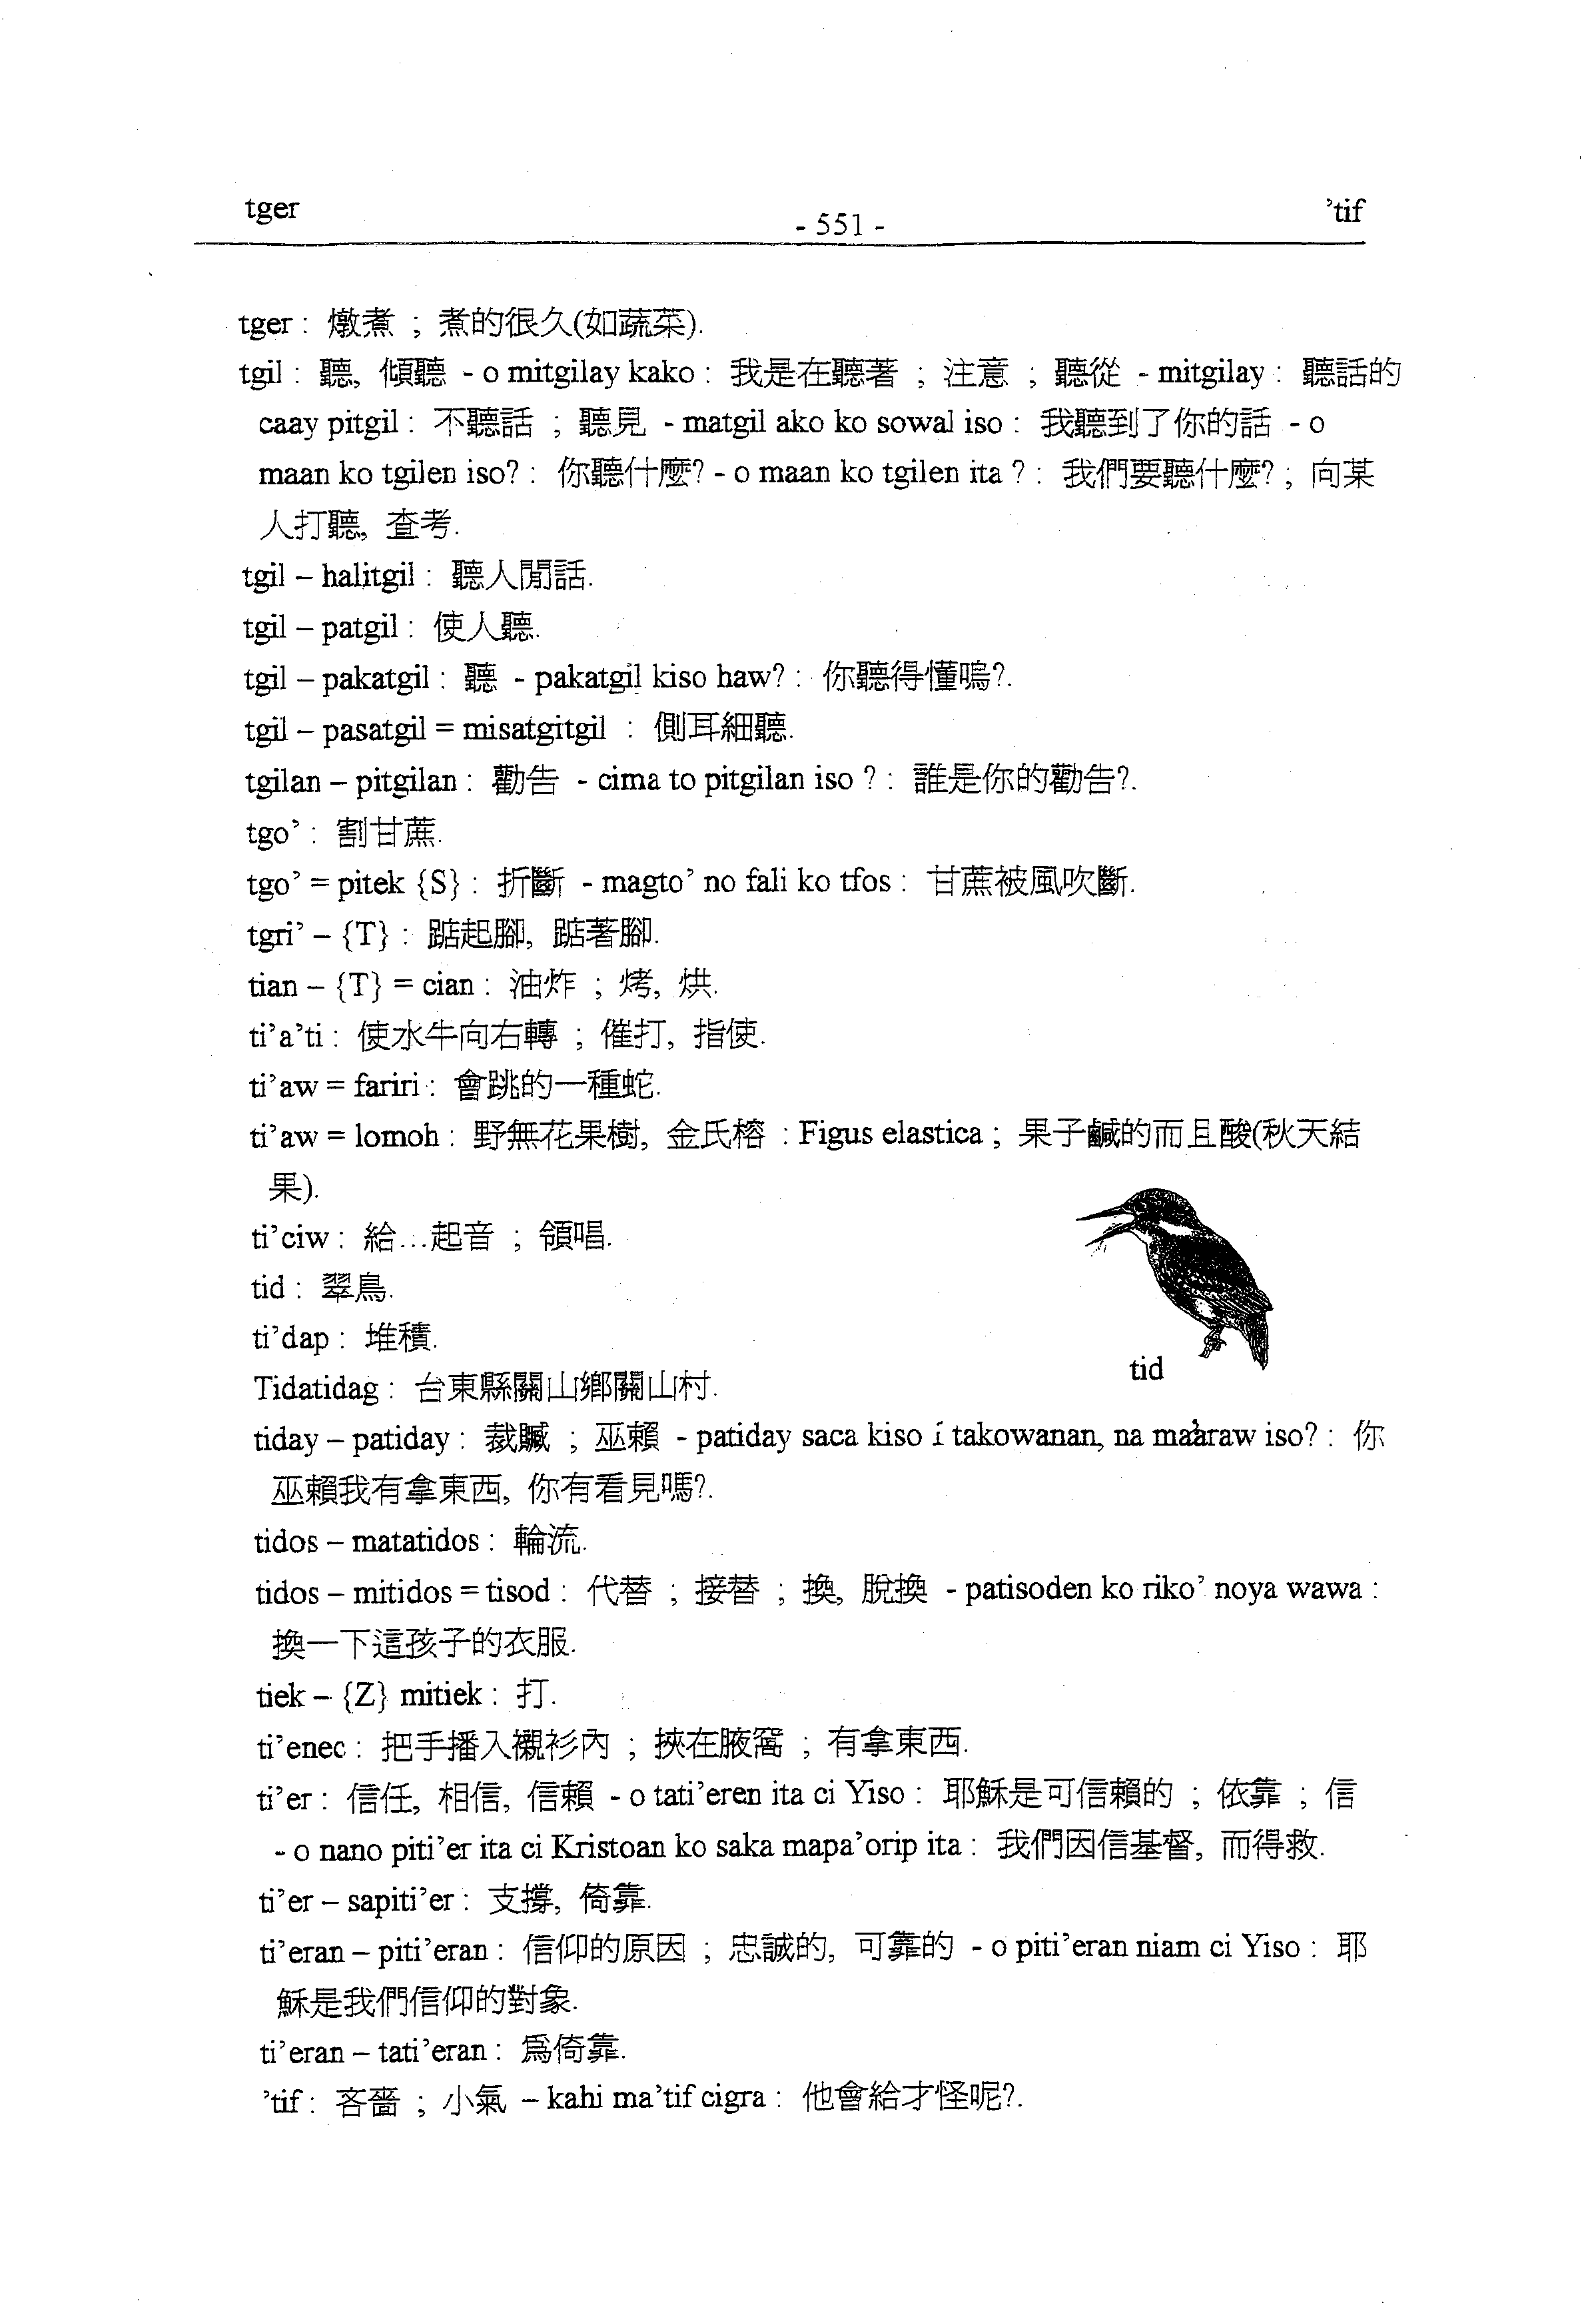 tger
- 551 -
’tif
tger : 燉煮 ; 煮的很久(如蔬菜).
tgil : 聽, 傾聽 - o mitgilay kako : 我是在聽著 ; 注意 ; 聽從 - mitgilay : 聽話的
caay pitgil : 不聽話 ; 聽見 - matgil ako ko sowal iso : 我聽到了你的話 - o
maan ko tgilen iso? : 你聽什麼? - o maan ko tgilen ita ? : 我們要聽什麼? ; 向某
人打聽, 查考.
tgil – halitgil : 聽人閒話.
tgil – patgil : 使人聽.
tgil – pakatgil : 聽 - pakatgil kiso haw? : 你聽得懂嗚?.
tgil – pasatgil = misatgitgil : 側耳細聽.
tgilan – pitgilan : 勸告 - cima to pitgilan iso ? : 誰是你的勸告?.
tgo’ : 割甘蔗.
tgo’ = pitek {S} : 折斷 - magto’ no fali ko tfos : 甘蔗被風吹斷.
tgri’ – {T} : 踮起腳, 踮著腳.
tian – {T} = cian : 油炸 ; 烤, 烘.
ti’a’ti : 使水牛向右轉 ; 催打, 指使.
ti’aw = fariri : 會跳的一種蛇.
ti’aw = lomoh : 野無花果樹, 金氏榕 : Figus elastica ; 果子鹹的而且酸(秋天結
果).
ti’ciw : 給…起音 ; 領唱.
tid : 翠鳥.
ti’dap : 堆積.
tid
Tidatidag : 台東縣關山鄉關山村.
tiday – patiday : 裁贓 ; 巫賴 - patiday saca kiso í takowanan, na maàraw iso? : 你
巫賴我有拿東西, 你有看見嗎?.
tidos – matatidos : 輪流.
tidos – mitidos = tisod : 代替 ; 接替 ; 換, 脫換 - patisoden ko riko’ noya wawa :
換一下這孩子的衣服.
tiek – {Z} mitiek : 打.
ti’enec : 把手播入襯衫內 ; 挾在腋窩 ; 有拿東西.
ti’er : 信任, 相信, 信賴 - o tati’eren ita ci Yiso : 耶穌是可信賴的 ; 依靠 ; 信
- o nano piti’er ita ci Kristoan ko saka mapa’orip ita : 我們因信基督, 而得救.
ti’er – sapiti’er : 支撐, 倚靠.
ti’eran – piti’eran : 信仰的原因 ; 忠誠的, 可靠的 - o piti’eran niam ci Yiso : 耶
穌是我們信仰的對象.
ti’eran – tati’eran : 爲倚靠.
’tif : 吝嗇 ; 小氣 – kahi ma’tif cigra : 他會給才怪呢?.